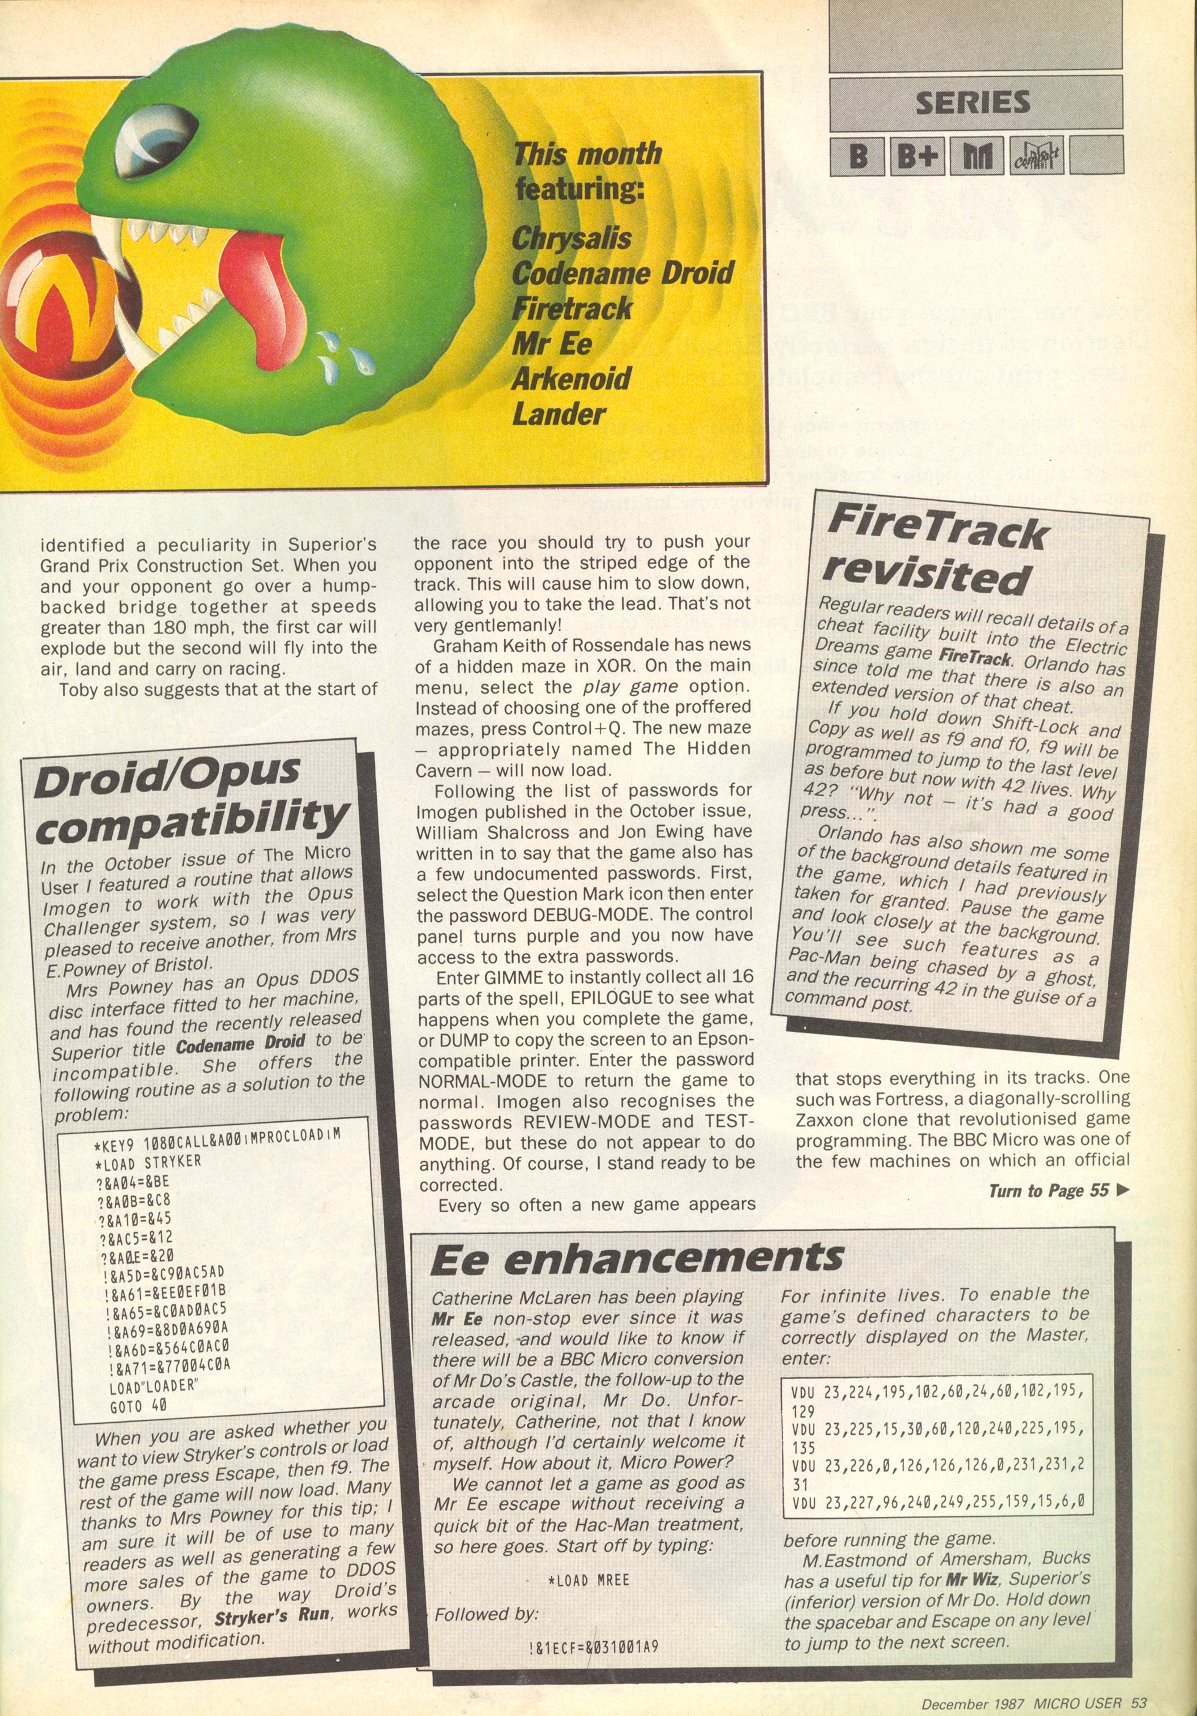 This month
featuring:
Chrysalis
Codename Droid
Firetrack
Mr Ee
Arkenoid
Lander
SERIES
B B+ M Compact
identified a peculiarity in Superior's
Grand Prix Construction Set. When you
and your opponent go over a hump-
backed bridge together at speeds
greater than 180 mph, the first car will
explode but the second will fly into the
air, land and carry on racing.
Toby also suggests that at the start of
the race you should try to push your
opponent into the striped edge of the
track. This will cause him to slow down,
allowing you to take the lead. That's not
very gentlemanly!
Graham Keith of Rossendale has news
of a hidden maze in XOR. On the main
menu, select the play game option.
Instead of choosing one of the proffered
mazes, press Control+Q. The new maze
— appropriately named The Hidden
Cavern — will now load.
Following the list of passwords for
Imogen published in the October issue,
William Shalcross and Jon Ewing have
written in to say that the game also has
a few undocumented passwords. First,
select the Question Mark icon then enter
the password DEBUG-MODE. The control
panel turns purple and you now have
access to the extra passwords.
Enter GIMME to instantly collect all 16
parts of the spell, EPILOGUE to see what
happens when you complete the game,
or DUMP to copy the screen to an Epson-
compatible printer. Enter the password
NORMAL-MODE to return the game to
normal. Imogen also recognises the
passwords REVIEW-MODE and TEST-
MODE, but these do not appear to do
anything. Of course, I stand ready to be
corrected.
Every so often a new game appears
that stops everything in its tracks. One
such was Fortress, a diagonally-scrolling
Zaxxon clone that revolutionised game
programming. The BBC Micro was one of
the few machines on which an official
Turn to Page 55 ▶
FireTrack
revisited
Regular readers will recall details of a
cheat facility built into the Electric
Dreams game FireTrack. Orlando has
since told me that there is also an
extended version of that cheat.
If you hold down Shift-Lock and
Copy as well as f9 and f0, f9 will be
programmed to jump to the last level
as before but now with 42 lives. Why
42? "Why not — it's had a good
press...".
Orlando has also shown me some
of the background details featured in
the game, which I had previously
taken for granted. Pause the game
and look closely at the background.
You'll see such features as a
Pac-Man being chased by a ghost,
and the recurring 42 in the guise of a
command post.
Droid/Opus
compatibility
In the October issue of The Micro
User I featured a routine that allows
Imogen to work with the Opus
Challenger system, so I was very
pleased to receive another, from Mrs
E.Powney of Bristol.
Mrs Powney has an Opus DDOS
disc interface fitted to her machine,
and has found the recently released
Superior title Codename Droid to be
incompatible. She offers the
following routine as a solution to the
problem:
*KEY9 1080CALL&A00¦MPROCLOAD¦M
*LOAD STRYKER
?&A04=&BE
?&A0B=&C8
?&A10=&45
?&AC5=&12
?&A0E=&20
!&A5D=&C90AC5AD
!&A61=&EE0EF01B
!&A65=&C0AD0AC5
!&A69=&8D0A690A
!&A6D=&564C0AC0
!&A71=&77004C0A
LOAD"LOADER"
GOTO 40
When you are asked whether you
want to view Stryker's controls or load
the game press Escape, then f9. The
rest of the game will now load. Many
thanks to Mrs Powney for this tip; I
am sure it will be of use to many
readers as well as generating a few
more sales of the game to DDOS
owners. By the way Droid's
predecessor, Stryker's Run, works
without modification.
Ee enhancements
Catherine McLaren has been playing
Mr Ee non-stop ever since it was
released, and would like to know if
there will be a BBC Micro conversion
of Mr Do's Castle, the follow-up to the
arcade original, Mr Do. Unfor-
tunately, Catherine, not that I know
of, although I'd certainly welcome it
myself. How about it, Micro Power?
We cannot let a game as good as
Mr Ee escape without receiving a
quick bit of the Hac-Man treatment,
so here goes. Start off by typing:
*LOAD MREE
Followed by:
!&1ECF=&031001A9
For infinite lives. To enable the
game's defined characters to be
correctly displayed on the Master,
enter:
VDU 23,224,195,102,60,24,60,102,195,
129
VDU 23,225,15,30,60,120,240,225,195,
135
VDU 23,226,0,126,126,126,0,231,231,2
31
VDU 23,227,96,240,249,255,159,15,6,0
before running the game.
M.Eastmond of Amersham, Bucks
has a useful tip for Mr Wiz, Superior's
(inferior) version of Mr Do. Hold down
the spacebar and Escape on any level
to jump to the next screen.
December 1987 MICRO USER 53